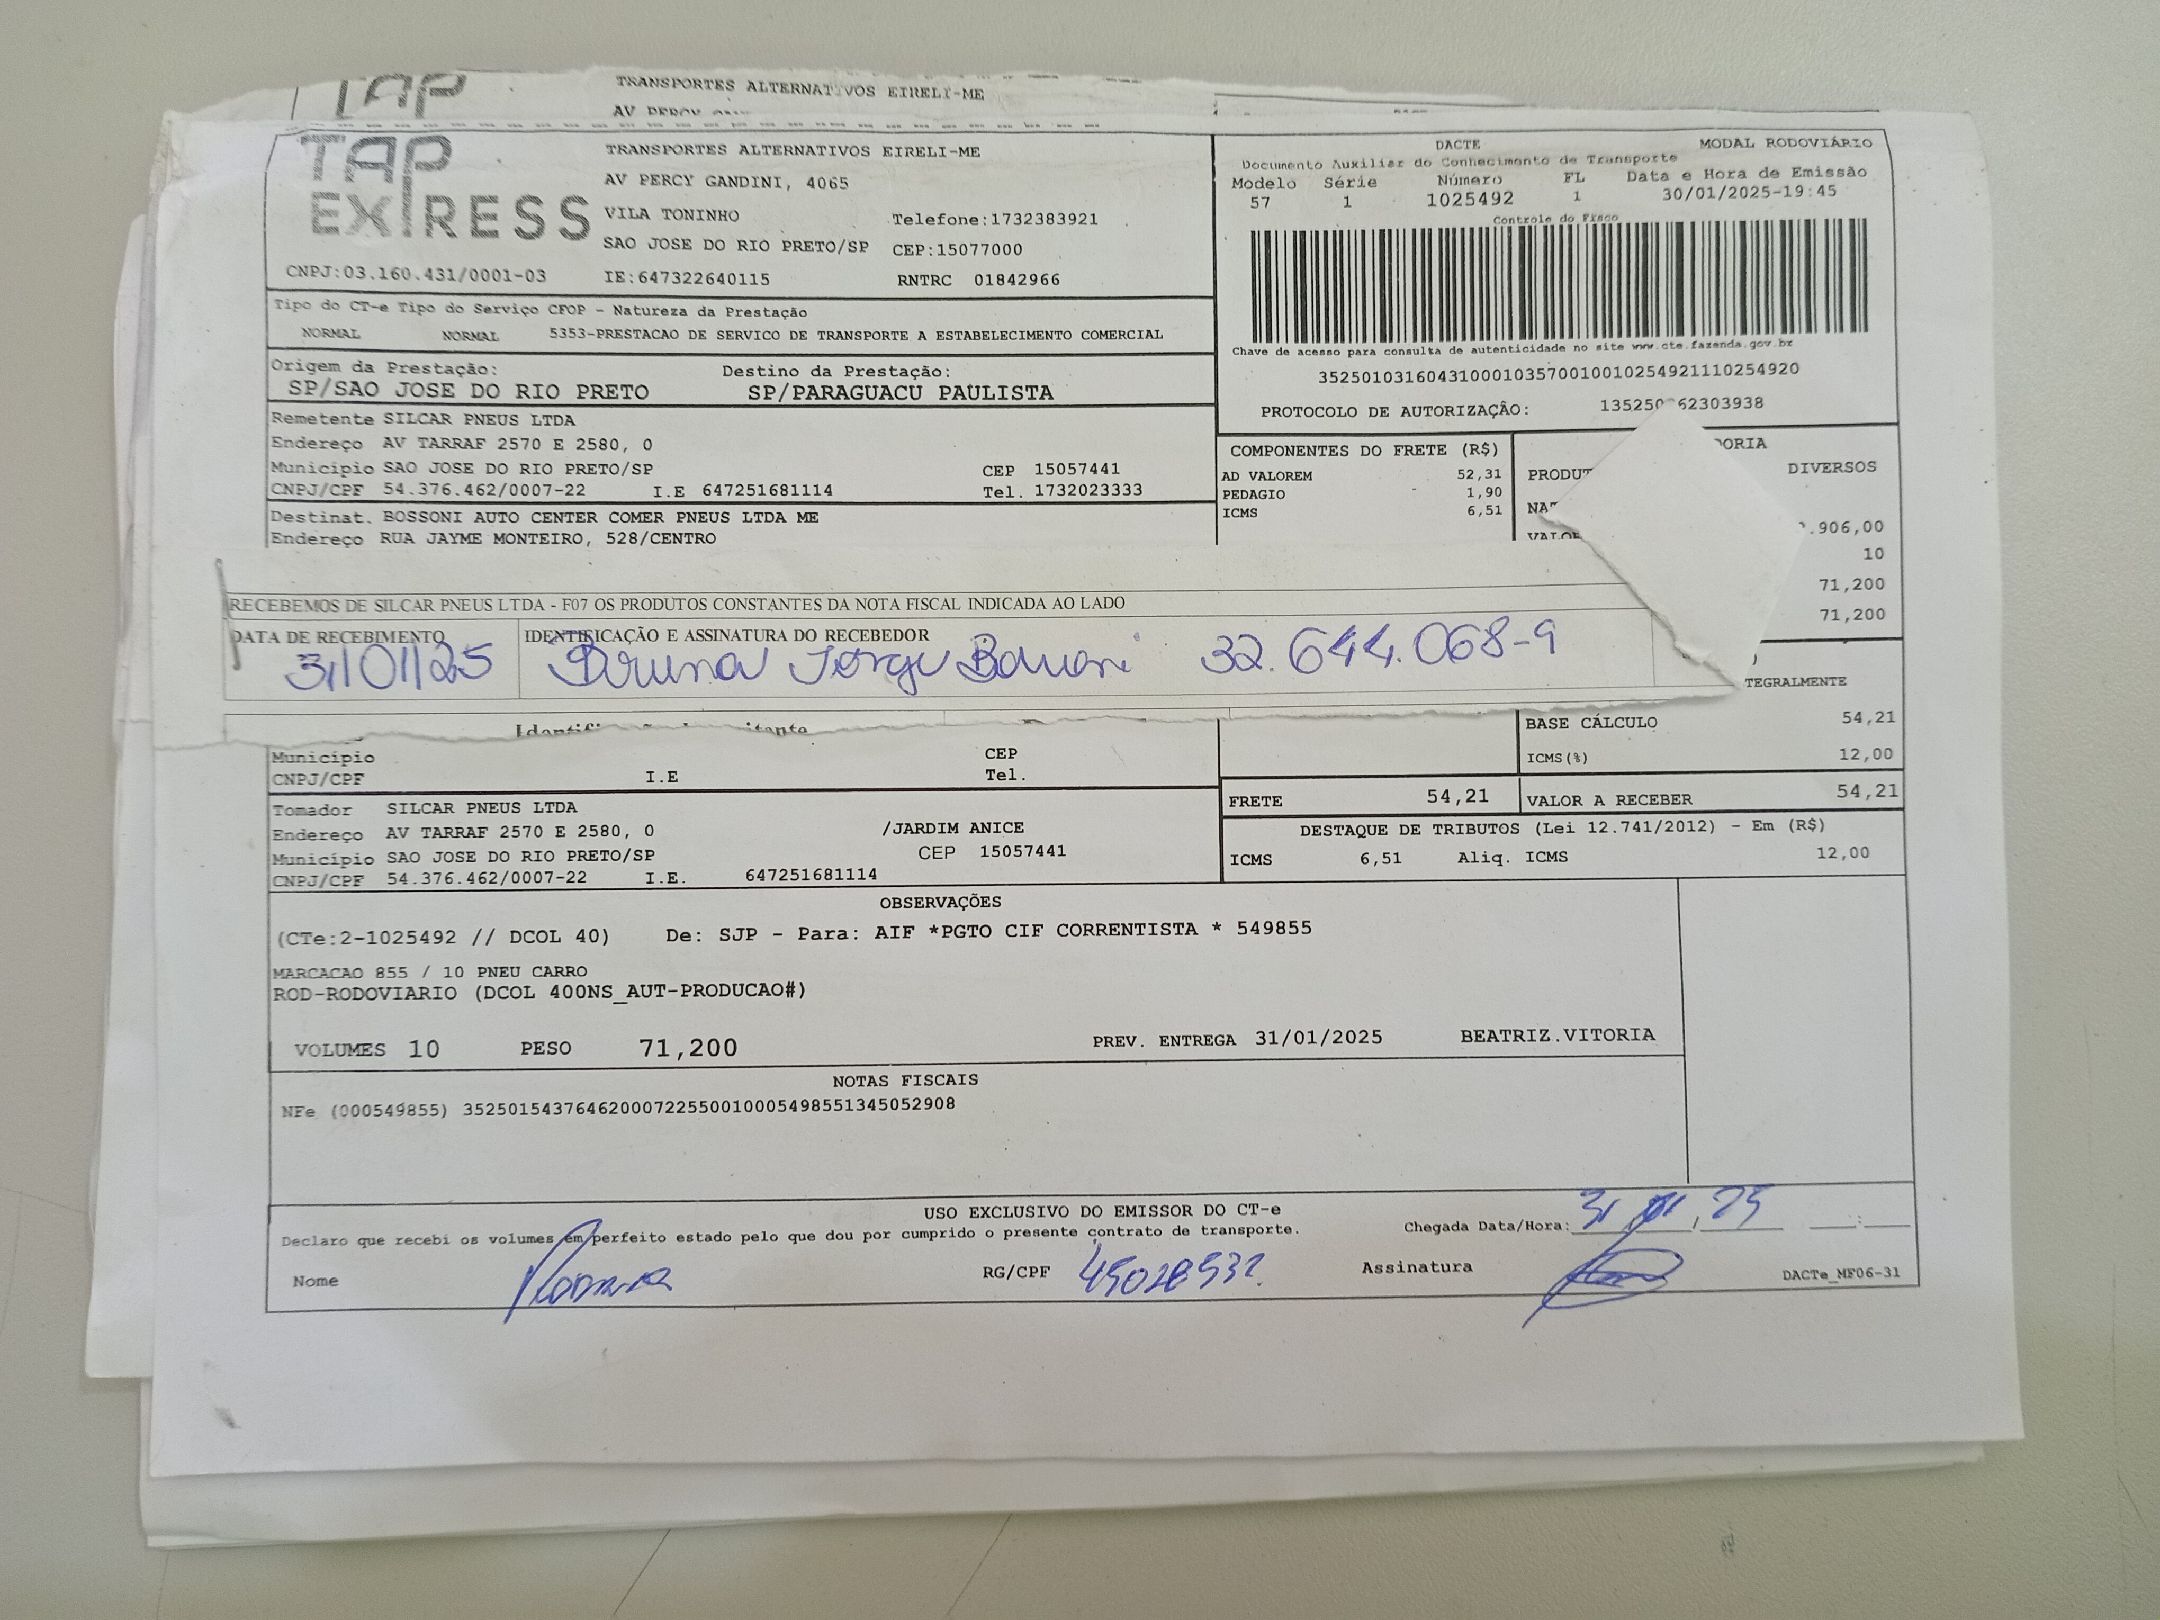 TAP
TRANSPORTES ALTERNATIVOS EIRELI-ME
AV PERCY
TAP EXPRESS
TRANSPORTES ALTERNATIVOS EIRELI-ME
AV PERCY GANDINI, 4065
VILA TONINHO Telefone:1732383921
SAO JOSE DO RIO PRETO/SP CEP:15077000
CNPJ:03.160.431/0001-03 IE:647322640115 RNTRC 01842966
DACTE MODAL RODOVIÁRIO
Documento Auxiliar do Conhecimento de Transporte
Modelo Série Número FL Data e Hora de Emissão
57 1 1025492 1 30/01/2025-19:45
Controle do Fisco
Chave de acesso para consulta de autenticidade no site www.cte.fazenda.gov.br
35250103160431000103570010010254921110254920
PROTOCOLO DE AUTORIZAÇÃO: 135250 62303938
Tipo do CT-e Tipo do Serviço CFOP - Natureza da Prestação
NORMAL NORMAL 5353-PRESTACAO DE SERVICO DE TRANSPORTE A ESTABELECIMENTO COMERCIAL
Origem da Prestação: Destino da Prestação:
SP/SAO JOSE DO RIO PRETO SP/PARAGUACU PAULISTA
Remetente SILCAR PNEUS LTDA
Endereço AV TARRAF 2570 E 2580, 0
Município SAO JOSE DO RIO PRETO/SP CEP 15057441
CNPJ/CPF 54.376.462/0007-22 I.E 647251681114 Tel. 1732023333
Destinat. BOSSONI AUTO CENTER COMER PNEUS LTDA ME
Endereço RUA JAYME MONTEIRO, 528/CENTRO
COMPONENTES DO FRETE (R$)
AD VALOREM 52,31
PEDAGIO 1,90
ICMS 6,51
DORIA
PRODUT DIVERSOS
NA
VALOR .906,00
10
71,200
71,200
TEGRALMENTE
RECEBEMOS DE SILCAR PNEUS LTDA - F07 OS PRODUTOS CONSTANTES DA NOTA FISCAL INDICADA AO LADO
DATA DE RECEBIMENTO IDENTIFICAÇÃO E ASSINATURA DO RECEBEDOR
31/01/25 Bruna Jorge 32.644.068-9
BASE CÁLCULO 54,21
ICMS(%) 12,00
Município CEP
CNPJ/CPF I.E Tel.
FRETE 54,21 VALOR A RECEBER 54,21
Tomador SILCAR PNEUS LTDA
Endereço AV TARRAF 2570 E 2580, 0 /JARDIM ANICE
Município SAO JOSE DO RIO PRETO/SP CEP 15057441
CNPJ/CPF 54.376.462/0007-22 I.E. 647251681114
DESTAQUE DE TRIBUTOS (Lei 12.741/2012) - Em (R$)
ICMS 6,51 Aliq. ICMS 12,00
OBSERVAÇÕES
(CTe:2-1025492 // DCOL 40) De: SJP - Para: AIF *PGTO CIF CORRENTISTA * 549855
MARCACAO 855 / 10 PNEU CARRO
ROD-RODOVIARIO (DCOL 400NS_AUT-PRODUCAO#)
VOLUMES 10 PESO 71,200 PREV. ENTREGA 31/01/2025 BEATRIZ.VITORIA
NOTAS FISCAIS
NFe (000549855) 35250154376462000722550010005498551345052908
USO EXCLUSIVO DO EMISSOR DO CT-e
Declaro que recebi os volumes em perfeito estado pelo que dou por cumprido o presente contrato de transporte.
Chegada Data/Hora: 31/01/25
Nome RG/CPF 45028532 Assinatura
DACTe_MF06-31